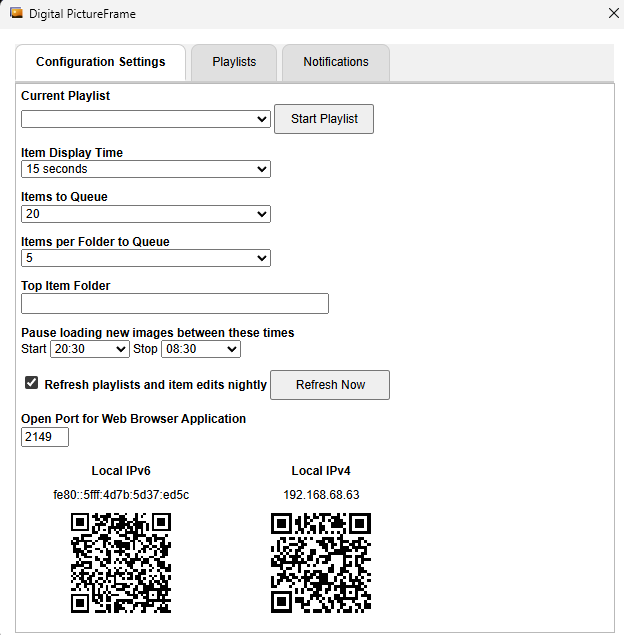 Digital PictureFrame
Configuration Settings
Playlists
Notifications
Current Playlist
Start Playlist
Item Display Time
15 seconds
Items to Queue
20
Items per Folder to Queue
5
Top Item Folder
Pause loading new images between these times
Start 20:30 Stop 08:30
Refresh playlists and item edits nightly Refresh Now
Open Port for Web Browser Application
2149
Local IPv6
Local IPv4
fe80::5fff:4d7b:5d37:ed5c
192.168.68.63